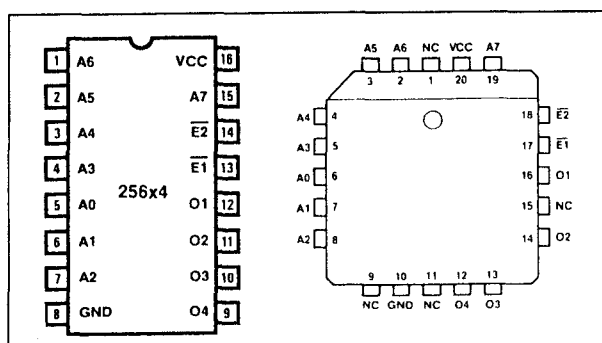 1 A6 VCC 16
2 A5 A7 15
3 A4 E2 14
4 A3 E1 13
256x4
5 A0 O1 12
6 A1 O2 11
7 A2 O3 10
8 GND O4 9
A5 A6 NC VCC A7
3 2 1 20 19
A4 4 18 E2
A3 5 17 E1
A0 6 16 O1
A1 7 15 NC
A2 8 14 O2
9 10 11 12 13
NC GND NC O4 O3